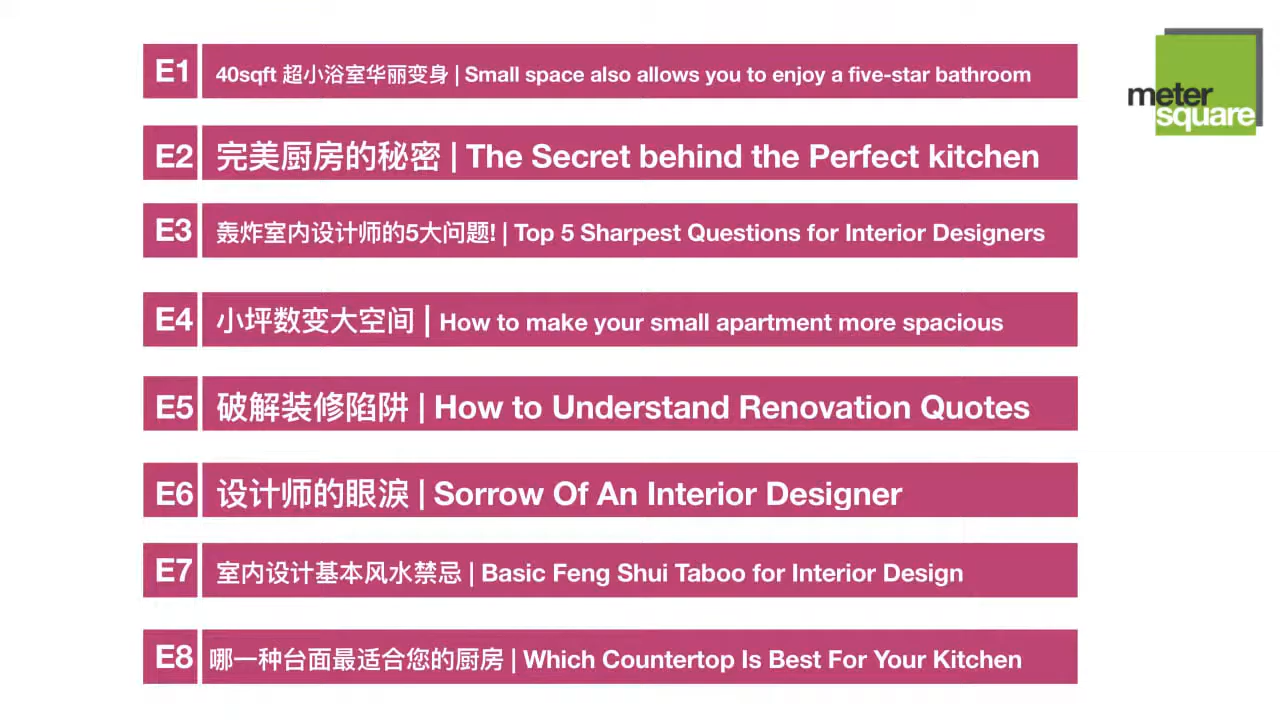 E1 40sqft 超小浴室华丽变身 | Small space also allows you to enjoy a five-star bathroom
meter
square
E2 完美厨房的秘密 | The Secret behind the Perfect kitchen
E3 轰炸室内设计师的5大问题! | Top 5 Sharpest Questions for Interior Designers
E4 小坪数变大空间 | How to make your small apartment more spacious
E5 破解装修陷阱 | How to Understand Renovation Quotes
E6 设计师的眼淚 | Sorrow Of An Interior Designer
E7 室内设计基本风水禁忌 | Basic Feng Shui Taboo for Interior Design
E8 哪一种台面最适合您的厨房 | Which Countertop Is Best For Your Kitchen